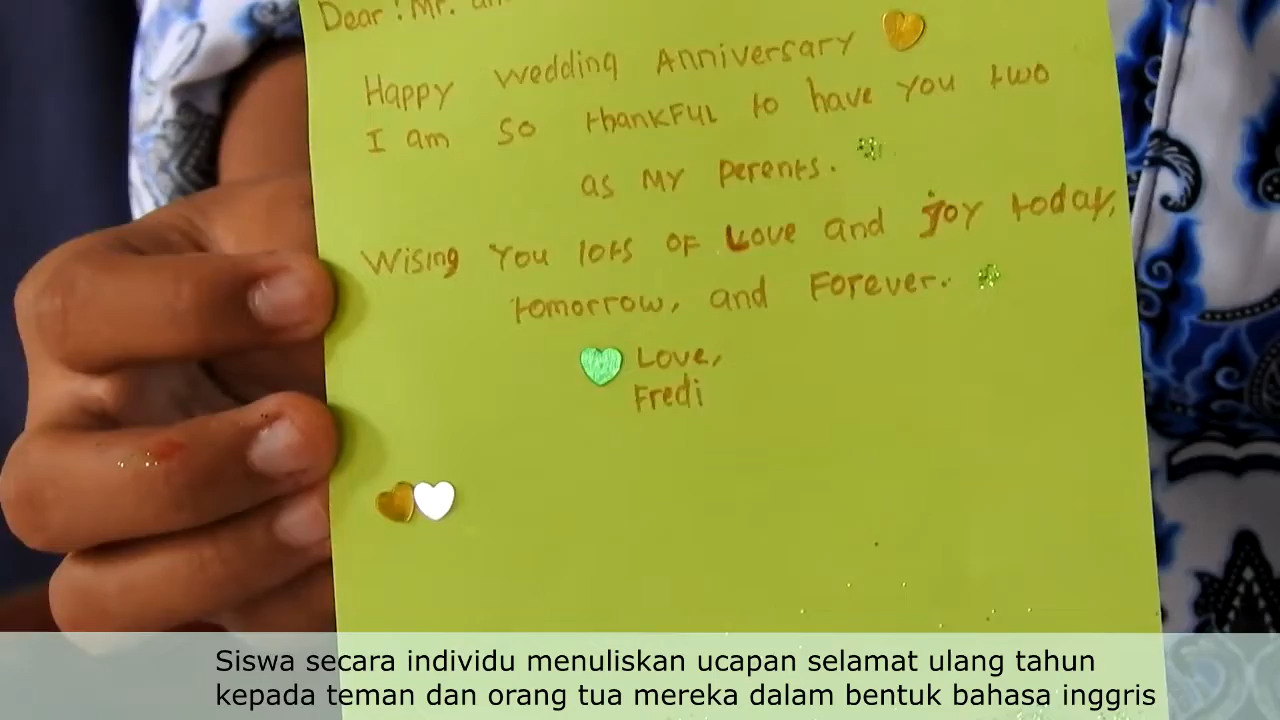 Dear : Mr.
Happy Wedding Anniversary
I am so thankful to have you two
as my perents.
Wising you lots of Love and joy today,
tomorrow, and Forever.
Love,
Fredi
Siswa secara individu menuliskan ucapan selamat ulang tahun
kepada teman dan orang tua mereka dalam bentuk bahasa inggris